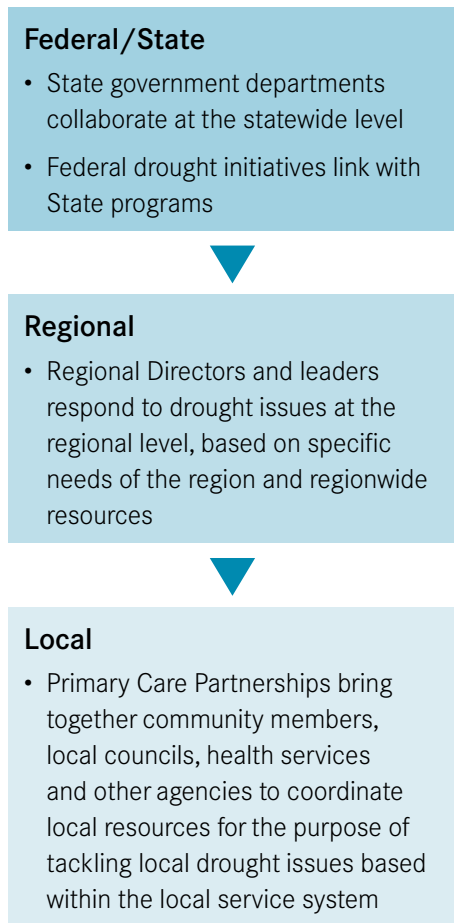 Federal/State
• State government departments
collaborate at the statewide level
• Federal drought initiatives link with
State programs
Regional
• Regional Directors and leaders
respond to drought issues at the
regional level, based on specific
needs of the region and regionwide
resources
Local
• Primary Care Partnerships bring
together community members,
local councils, health services
and other agencies to coordinate
local resources for the purpose of
tackling local drought issues based
within the local service system